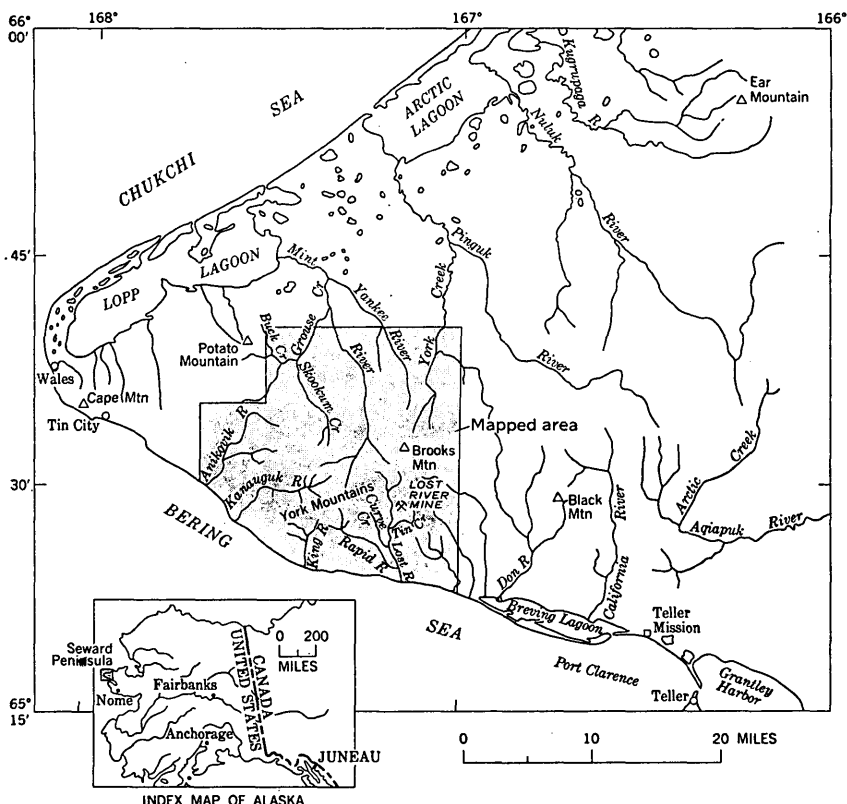 66°
00'
168°
167°
166°
CHUKCHI SEA
ARCTIC
LAGOON
Kugrupaga R
Ear
Mountain
Nuluk River
.45'
LOPP LAGOON
Mint River
Pinguk River
Yankee River
York Creek
Grouse Cr
Buck Cr
Potato
Mountain
Skookum Cr
Wales
Cape Mtn
Tin City
Anikovik R
Mapped area
Brooks
Mtn
30'
Kanauguk R
York Mountains
LOST
RIVER
MINE
Curve Cr
Tin Cr
Lost R
King R
Rapid R
Black
Mtn
Arctic Creek
Agiapuk River
Don R
California River
BERING SEA
Breving Lagoon
Teller
Mission
Port Clarence
Grantley
Harbor
Teller
65°
15'
Seward
Peninsula
Nome
Fairbanks
Anchorage
CANADA
UNITED STATES
0 200
MILES
JUNEAU
INDEX MAP OF ALASKA
0 10 20 MILES